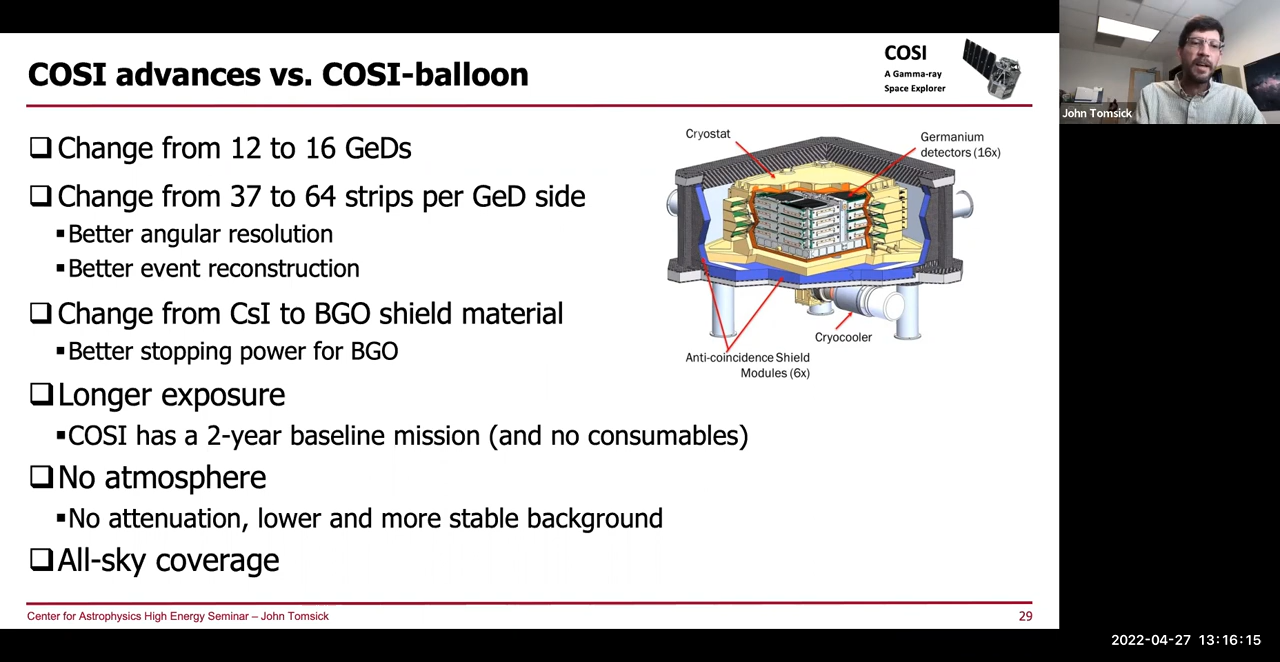 COSI advances vs. COSI-balloon
COSI
A Gamma-ray
Space Explorer
John Tomsick
Change from 12 to 16 GeDs
Change from 37 to 64 strips per GeD side
Better angular resolution
Better event reconstruction
Change from CsI to BGO shield material
Better stopping power for BGO
Longer exposure
COSI has a 2-year baseline mission (and no consumables)
No atmosphere
No attenuation, lower and more stable background
All-sky coverage
Cryostat
Germanium
detectors (16x)
Cryocooler
Anti-coincidence Shield
Modules (6x)
Center for Astrophysics High Energy Seminar – John Tomsick
29
2022-04-27 13:16:15